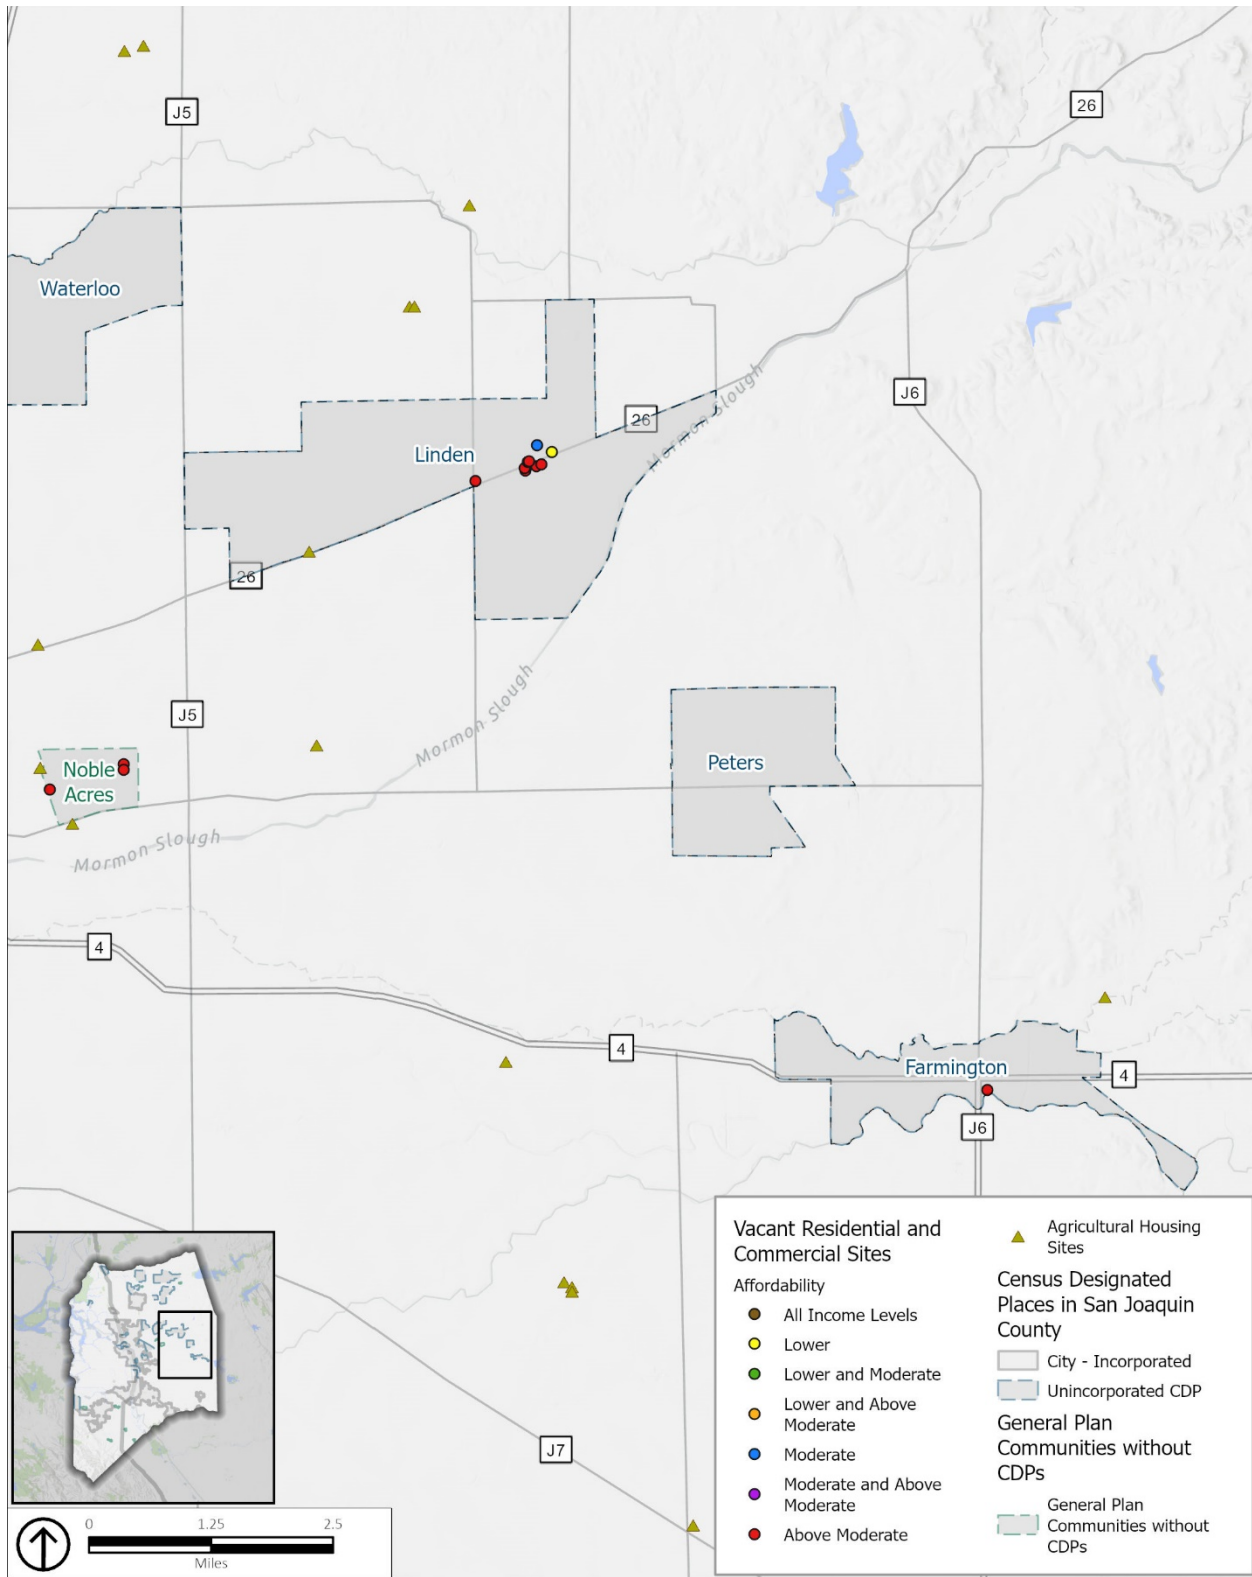 J5
26
Waterloo
J6
26
Mormon Slough
Linden
26
Mormon Slough
J5
Peters
Noble
Acres
Mormon Slough
4
4
Farmington
4
J6
J7
Vacant Residential and
Commercial Sites
Affordability
All Income Levels
Lower
Lower and Moderate
Lower and Above
Moderate
Moderate
Moderate and Above
Moderate
Above Moderate
Agricultural Housing
Sites
Census Designated
Places in San Joaquin
County
City - Incorporated
Unincorporated CDP
General Plan
Communities without
CDPs
General Plan
Communities without
CDPs
0 1.25 2.5
Miles